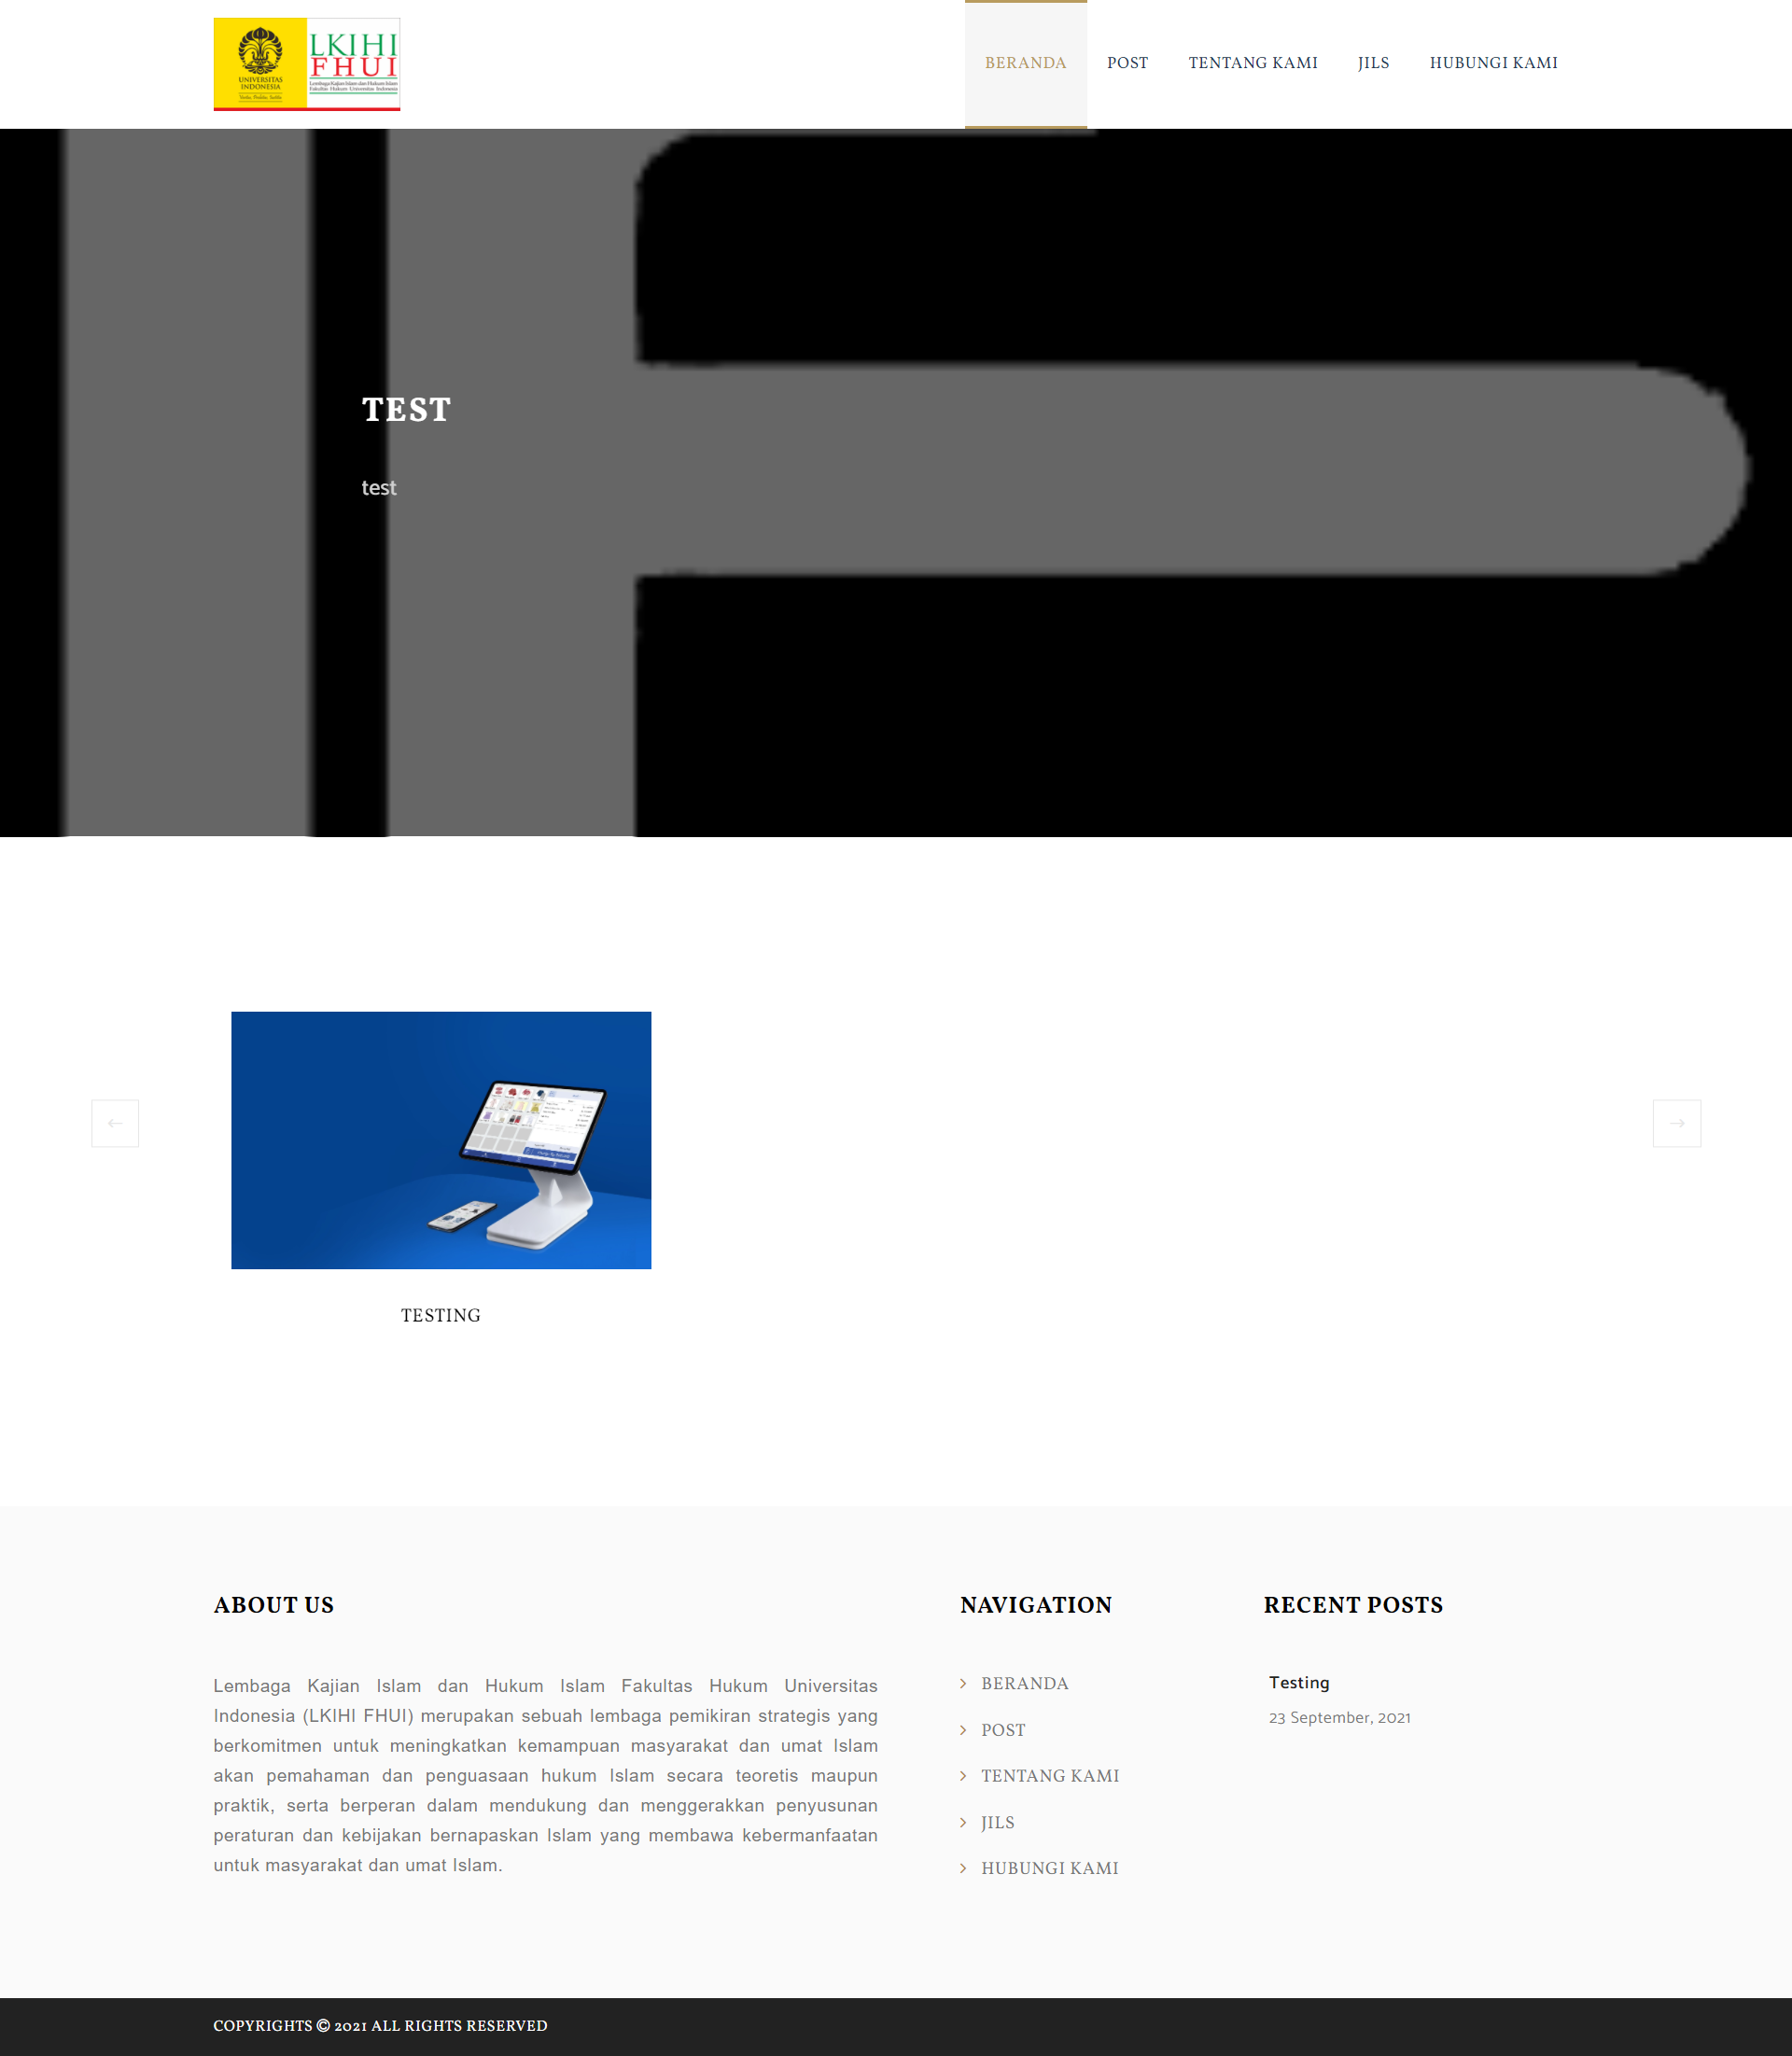 UNIVERSITAS
INDONESIA
Veritas, Probitas, Iustitia
LKIHI
FHUI
Lembaga Kajian Islam dan Hukum Islam
Fakultas Hukum Universitas Indonesia
BERANDA
POST
TENTANG KAMI
JILS
HUBUNGI KAMI
TEST
test
TESTING
ABOUT US
Lembaga Kajian Islam dan Hukum Islam Fakultas Hukum Universitas
Indonesia (LKIHI FHUI) merupakan sebuah lembaga pemikiran strategis yang
berkomitmen untuk meningkatkan kemampuan masyarakat dan umat Islam
akan pemahaman dan penguasaan hukum Islam secara teoretis maupun
praktik, serta berperan dalam mendukung dan menggerakkan penyusunan
peraturan dan kebijakan bernapaskan Islam yang membawa kebermanfaatan
untuk masyarakat dan umat Islam.
NAVIGATION
BERANDA
POST
TENTANG KAMI
JILS
HUBUNGI KAMI
RECENT POSTS
Testing
23 September, 2021
COPYRIGHTS © 2021 ALL RIGHTS RESERVED